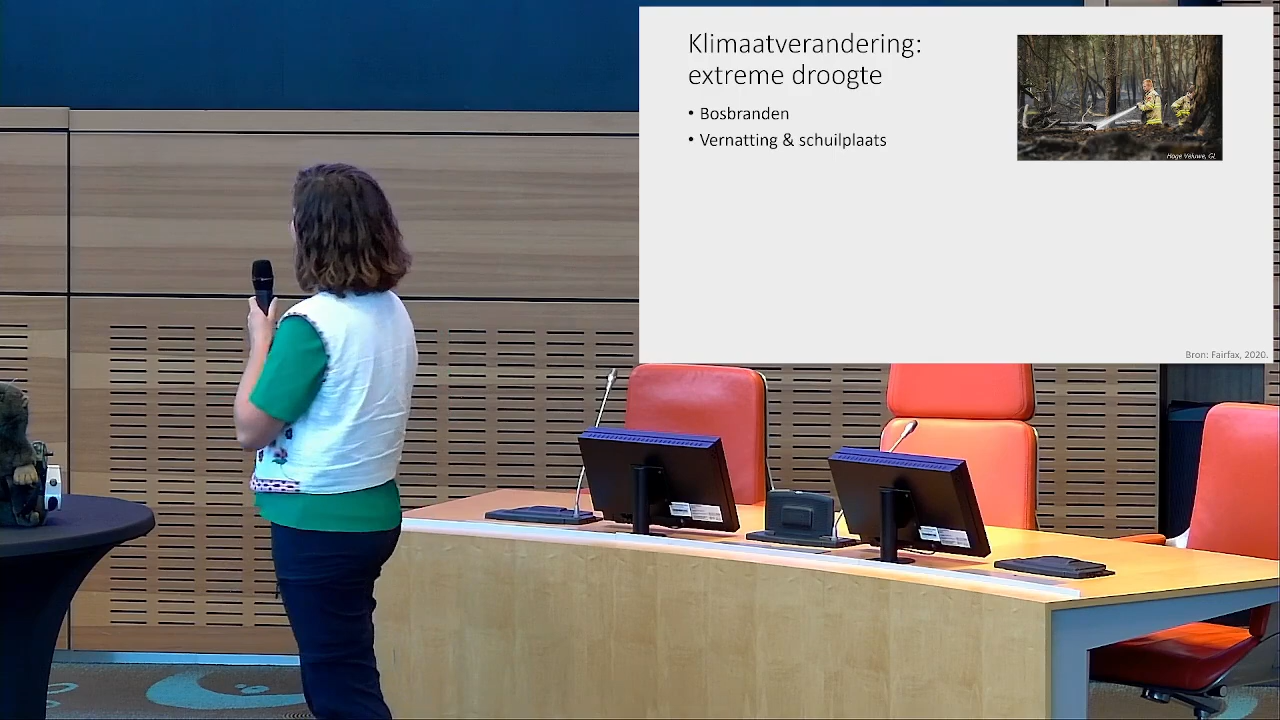 Klimaatverandering:
extreme droogte
• Bosbranden
• Vernatting & schuilplaats
Hoge Veluwe, GL
Bron: Fairfax, 2020.